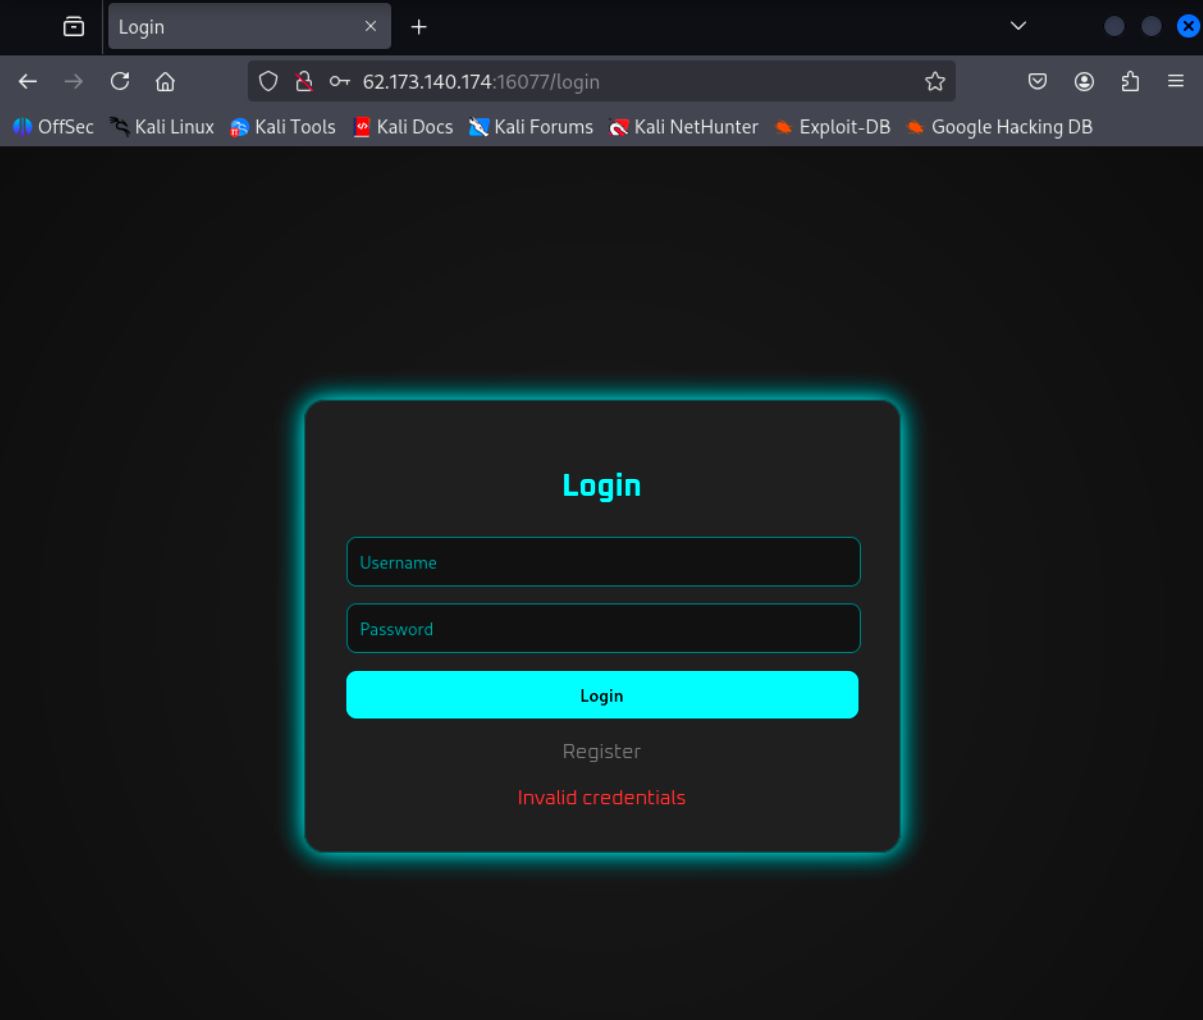 Login
62.173.140.174:16077/login
OffSec Kali Linux Kali Tools Kali Docs Kali Forums Kali NetHunter Exploit-DB Google Hacking DB
Login
Username
Password
Login
Register
Invalid credentials